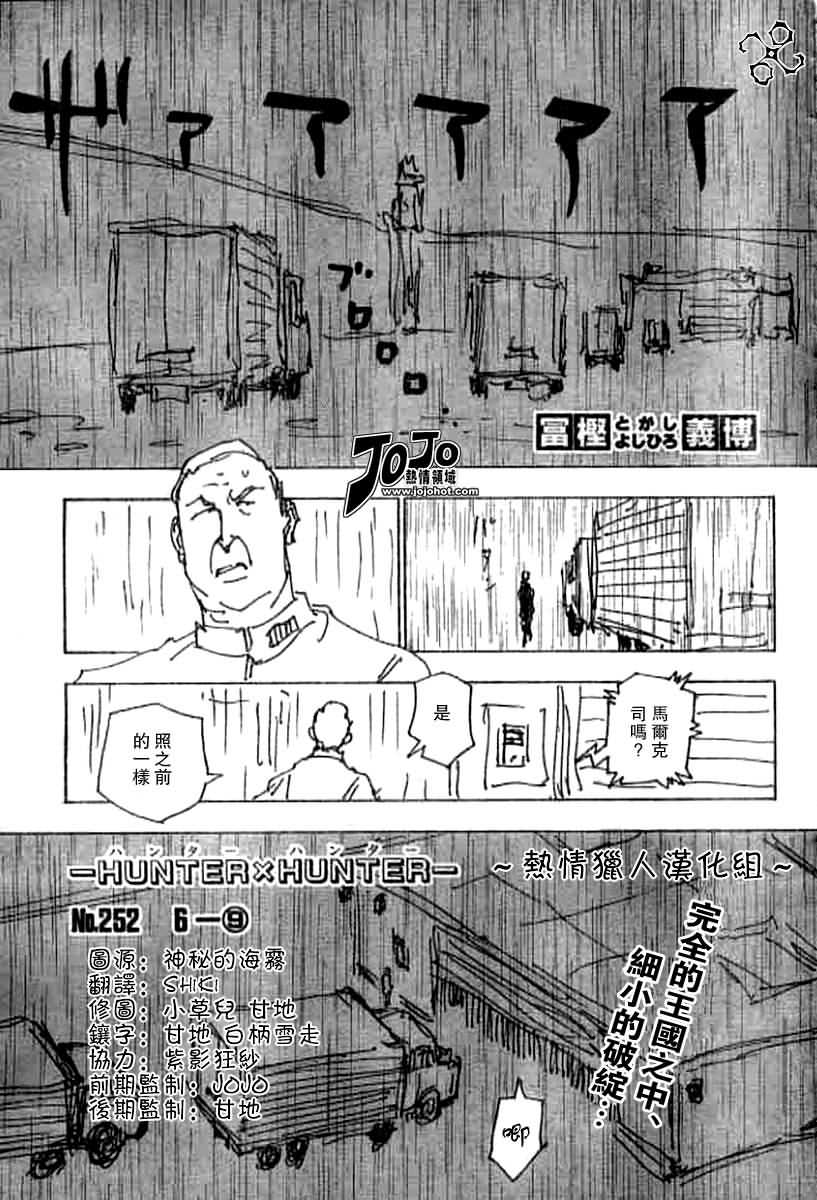 ザァアアアア
ブロロロ
冨樫
とがし
よしひろ
義博
JOJO
熱情領域
www.jojohot.com
馬爾克
司嗎?
是
照之前
的一樣
ハンター ハンター
-HUNTER×HUNTER-
No.252 6-⑨
~熱情獵人漢化組~
圖源: 神秘的海霧
翻譯: SHIKI
修圖: 小草兒 甘地
鑲字: 甘地 白柄雪走
協力: 紫影狂紗
前期監制: JOJO
後期監制: 甘地
完全的王國之中、
細小的破綻…
唧